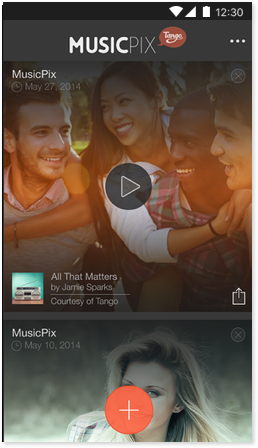 12:30
MUSICPIX Tango
MusicPix
May 27, 2014
All That Matters
by Jamie Sparks
Courtesy of Tango
MusicPix
May 10, 2014